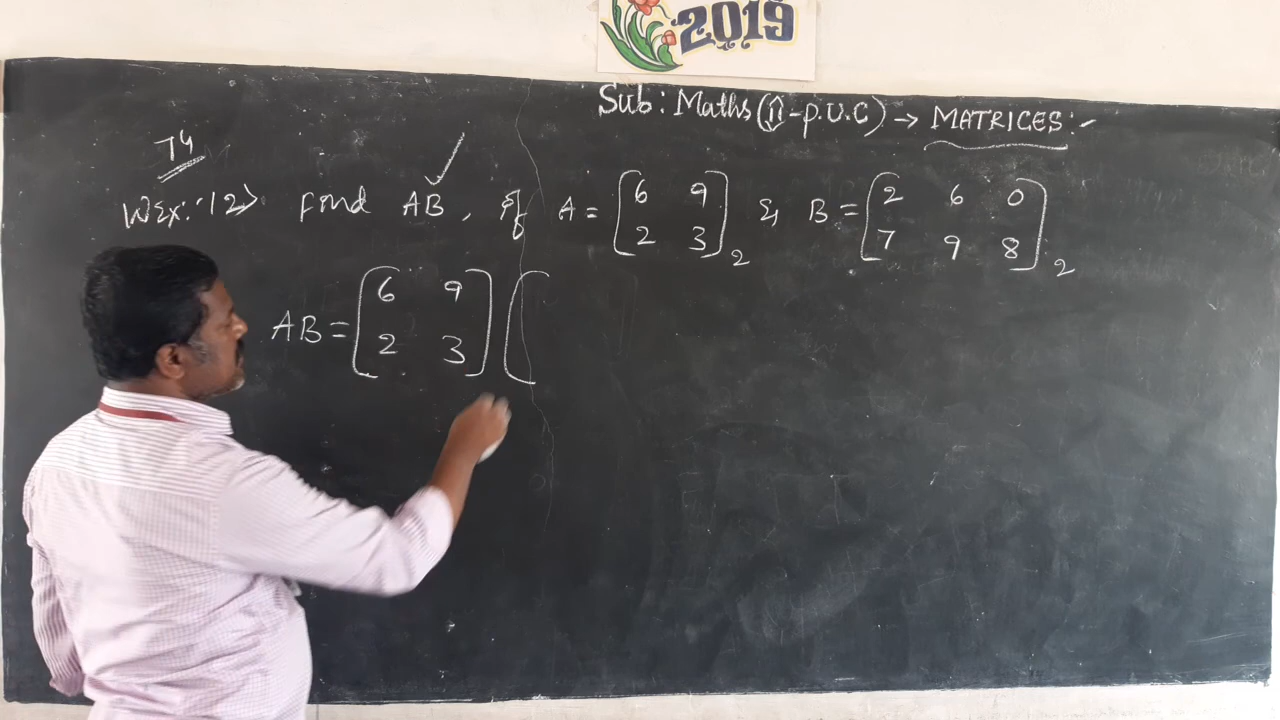 2019
Sub: Maths (II-P.U.C) → MATRICES:-
74
WEx:-12> Find AB, if A = [6 9 & B = [2 6 0
2 3]2 7 9 8]2
AB = [6 9] [
2 3